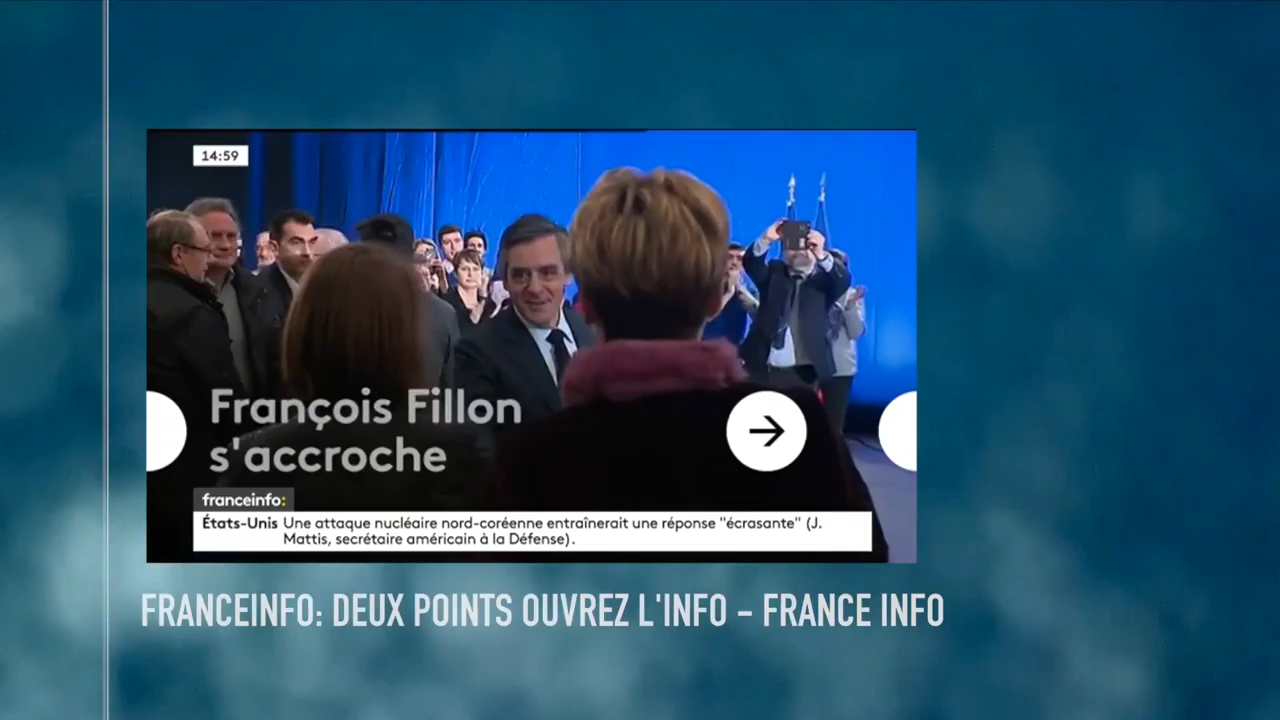 14:59
François Fillon
s'accroche
franceinfo:
États-Unis Une attaque nucléaire nord-coréenne entraînerait une réponse "écrasante" (J.
Mattis, secrétaire américain à la Défense).
FRANCEINFO: DEUX POINTS OUVREZ L'INFO - FRANCE INFO